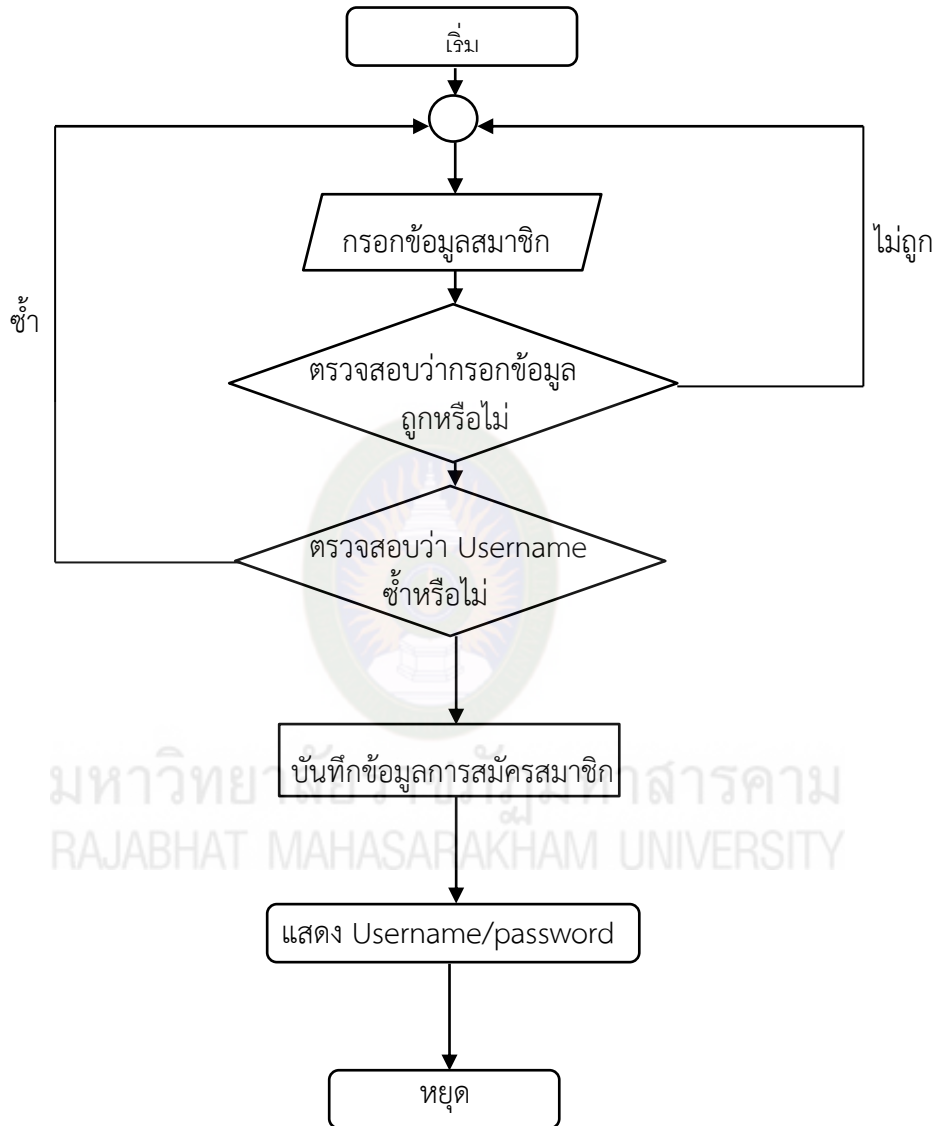 เริ่ม
กรอกข้อมูลสมาชิก
ไม่ถูก
ซ้ำ
ตรวจสอบว่ากรอกข้อมูล
ถูกหรือไม่
ตรวจสอบว่า Username
ซ้ำหรือไม่
บันทึกข้อมูลการสมัครสมาชิก
มหาวิทยาลัยราชภัฏมหาสารคาม
RAJABHAT MAHASARAKHAM UNIVERSITY
แสดง Username/password
หยุด